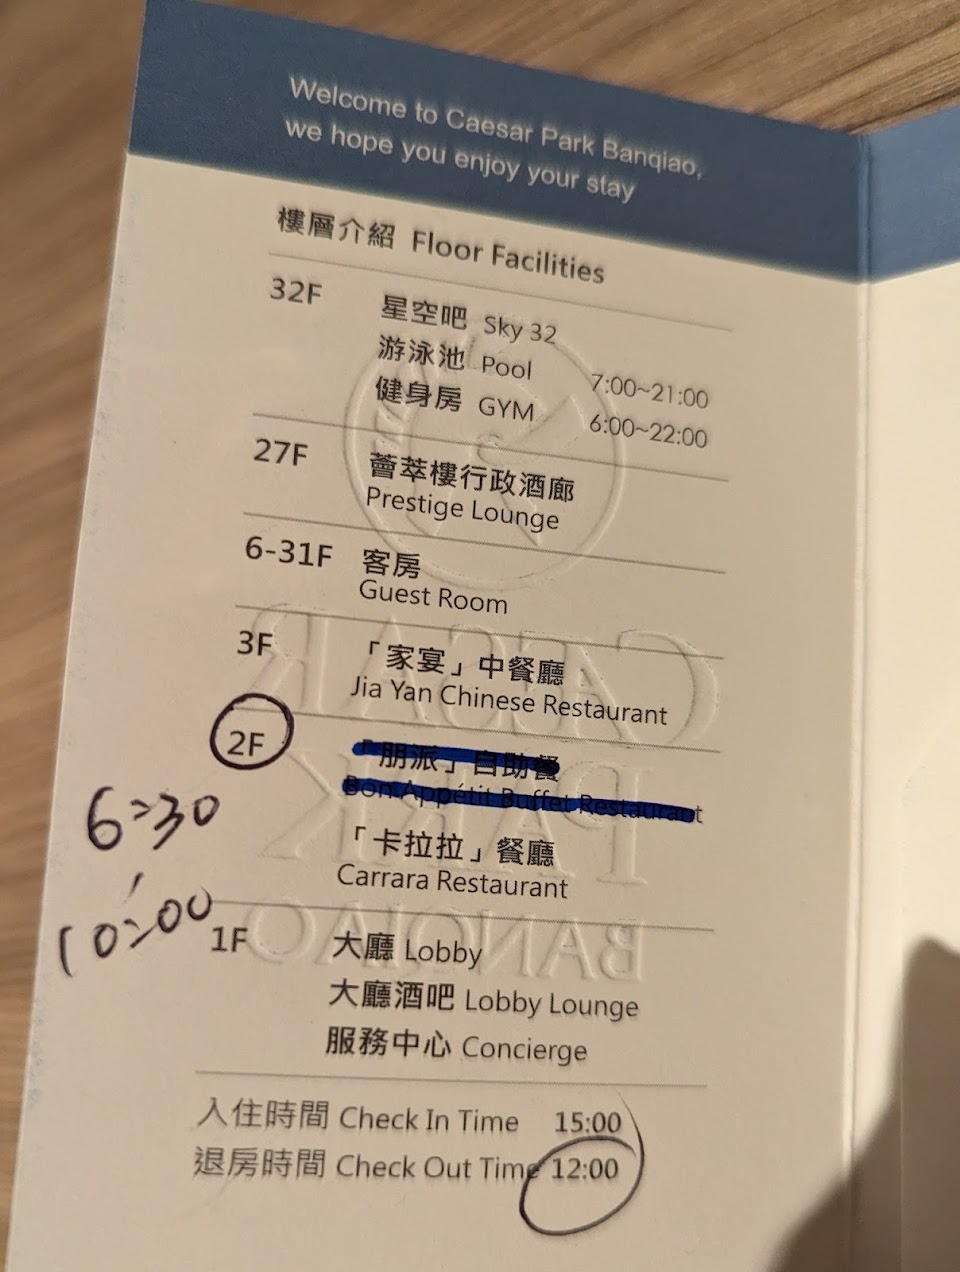 Welcome to Caesar Park Banqiao,
we hope you enjoy your stay
樓層介紹 Floor Facilities
32F 星空吧 Sky 32
游泳池 Pool 7:00~21:00
健身房 GYM 6:00~22:00
27F 薈萃樓行政酒廊
Prestige Lounge
6-31F 客房
Guest Room
3F 「家宴」中餐廳
Jia Yan Chinese Restaurant
2F 「朋派」自助餐
Bon Appétit Buffet Restaurant
6:30
「卡拉拉」餐廳
Carrara Restaurant
10:00
1F 大廳 Lobby
大廳酒吧 Lobby Lounge
服務中心 Concierge
入住時間 Check In Time 15:00
退房時間 Check Out Time 12:00
CAESAR
PARK
BANQIAO